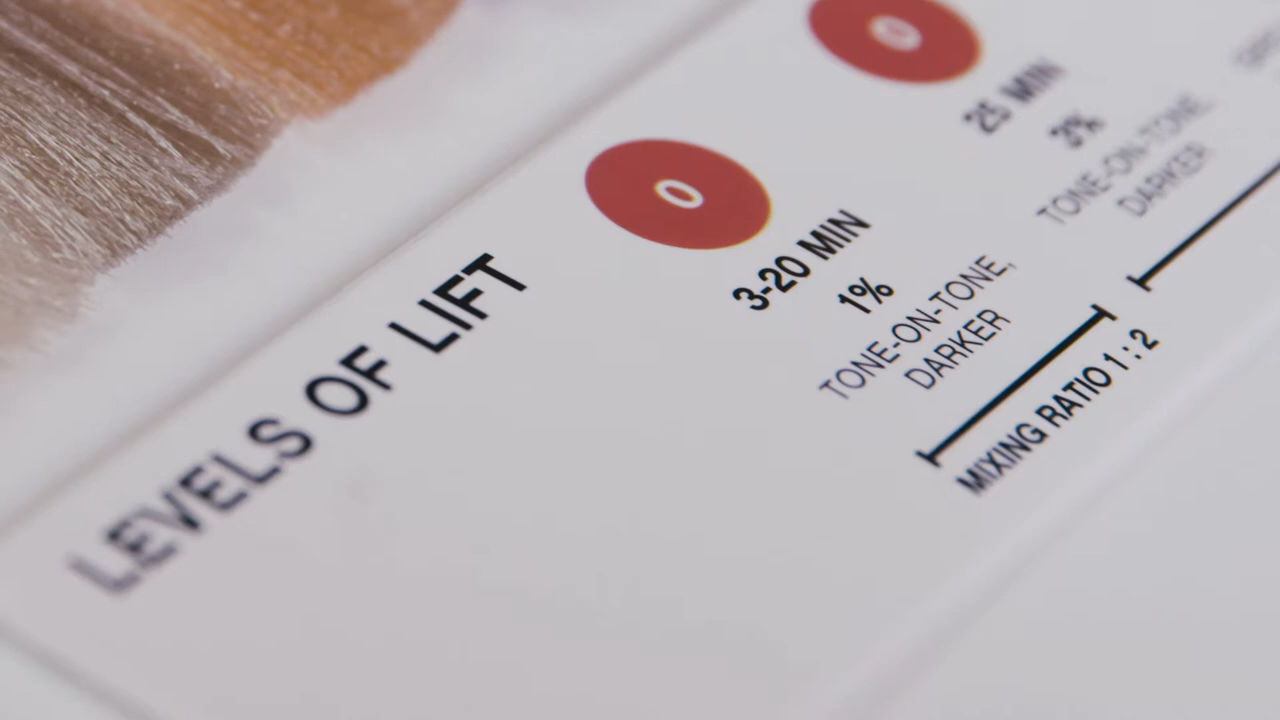 LEVELS OF LIFT
0
3-20 MIN
1%
TONE-ON-TONE,
DARKER
MIXING RATIO 1 : 2
0
25 MIN
3%
TONE-ON-TONE,
DARKER